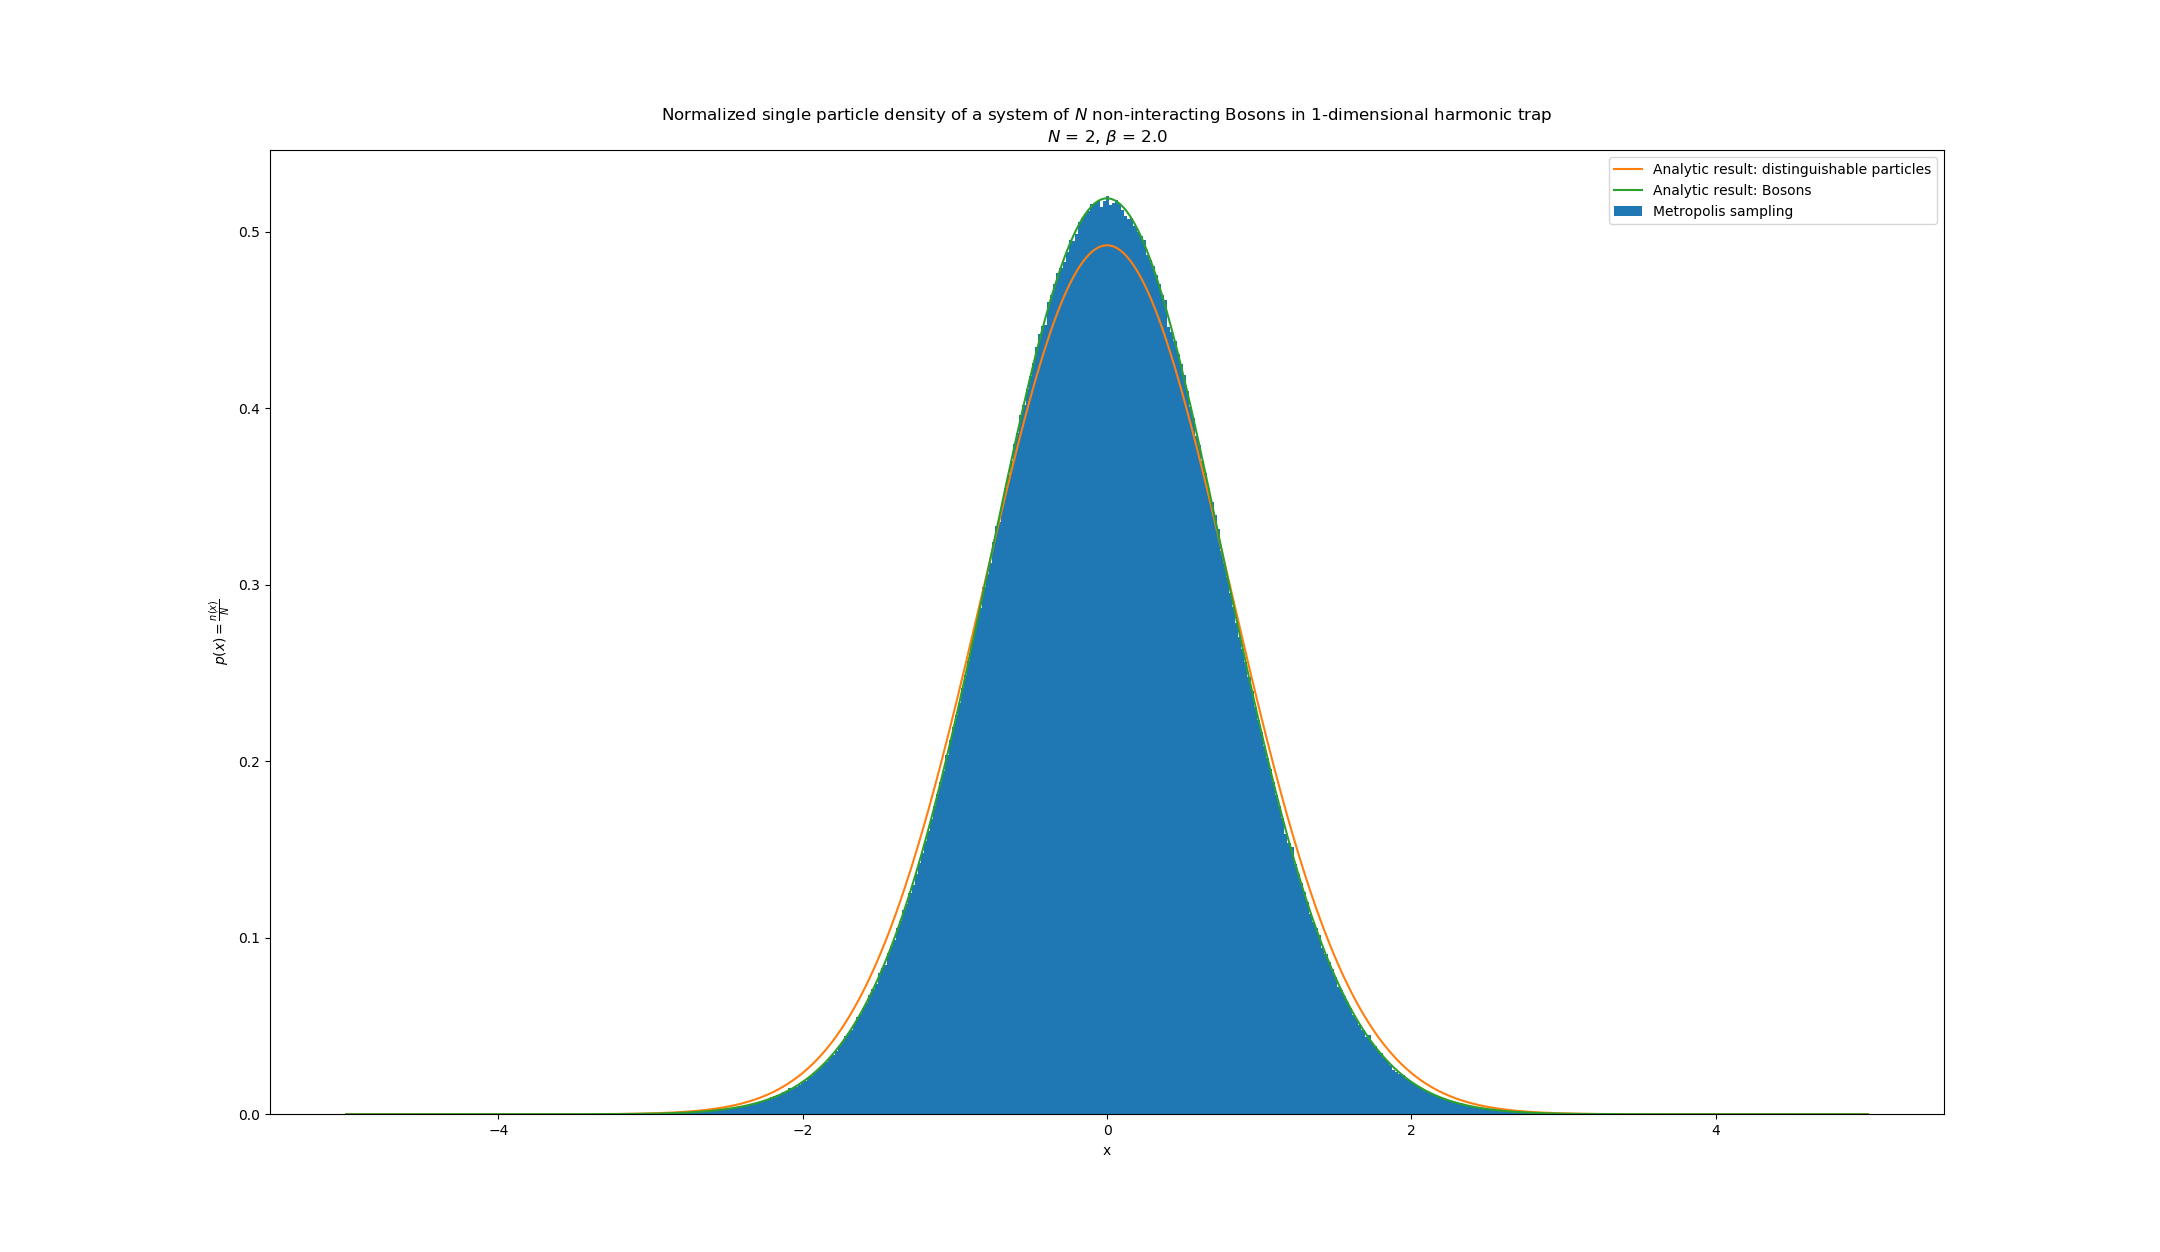 Normalized single particle density of a system of N non-interacting Bosons in 1-dimensional harmonic trap
N = 2, β = 2.0
Analytic result: distinguishable particles
Analytic result: Bosons
Metropolis sampling
p(x) = n(x)/N
0.5
0.4
0.3
0.2
0.1
0.0
−4
−2
0
2
4
x